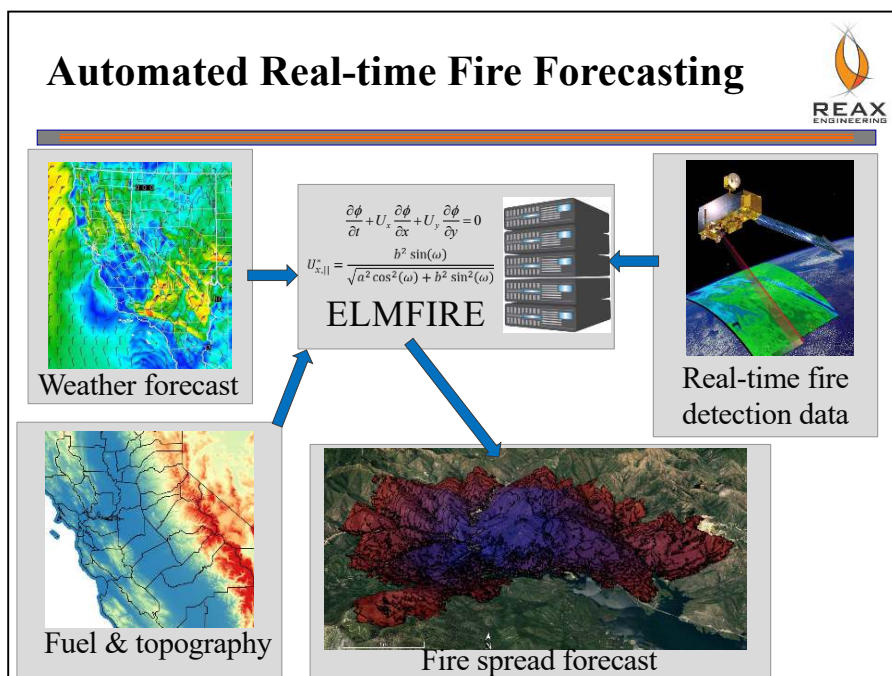 Automated Real-time Fire Forecasting
REAX
ENGINEERING
∂φ/∂t + U_x ∂φ/∂x + U_y ∂φ/∂y = 0
U″_{x,||} = b² sin(ω) / √(a² cos²(ω) + b² sin²(ω))
ELMFIRE
Weather forecast
Real-time fire
detection data
Fuel & topography
Fire spread forecast